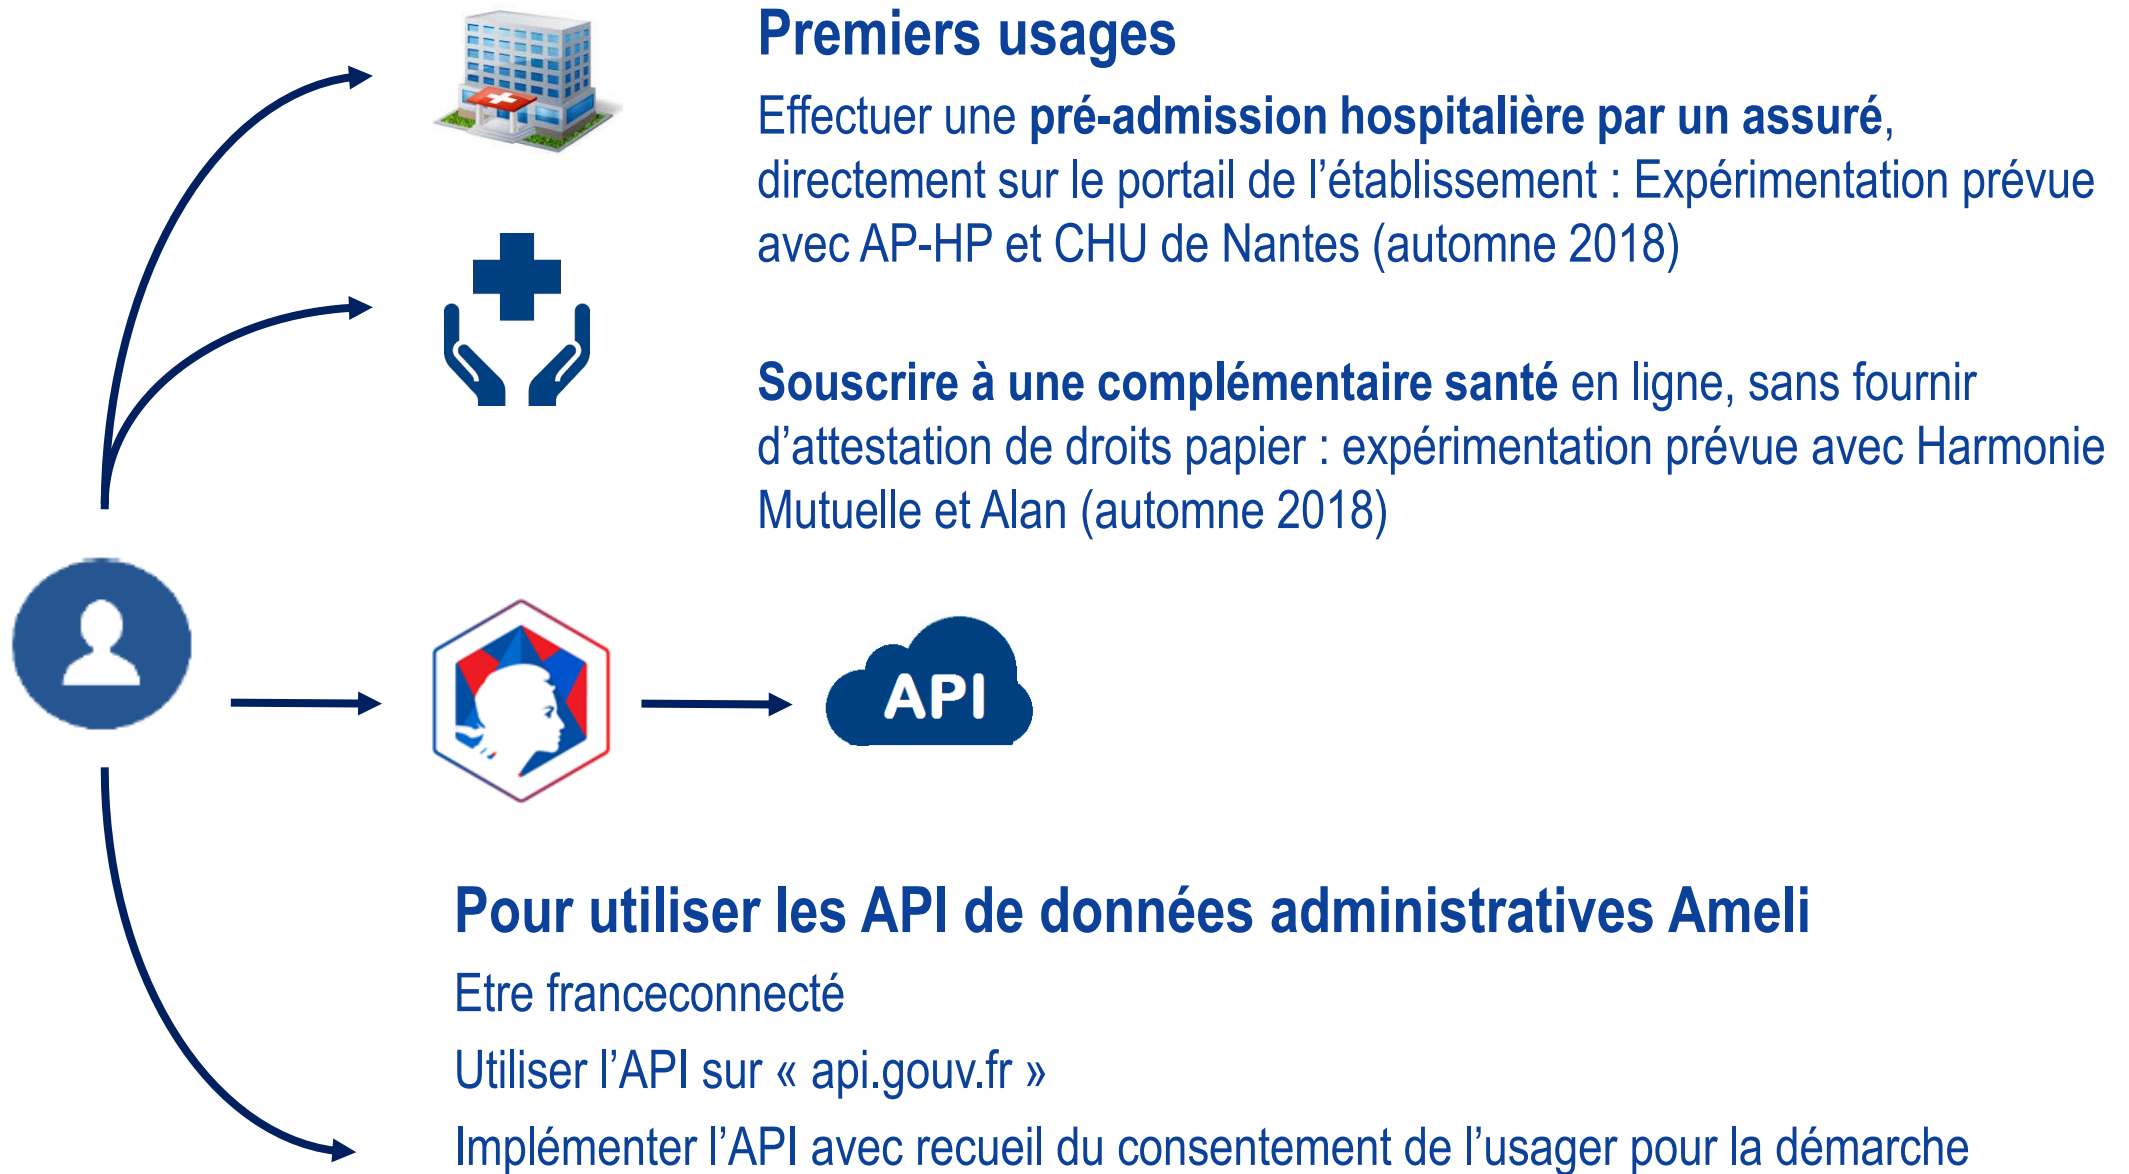 Premiers usages
Effectuer une pré-admission hospitalière par un assuré,
directement sur le portail de l’établissement : Expérimentation prévue
avec AP-HP et CHU de Nantes (automne 2018)
Souscrire à une complémentaire santé en ligne, sans fournir
d’attestation de droits papier : expérimentation prévue avec Harmonie
Mutuelle et Alan (automne 2018)
API
Pour utiliser les API de données administratives Ameli
Etre franceconnecté
Utiliser l’API sur « api.gouv.fr »
Implémenter l’API avec recueil du consentement de l’usager pour la démarche